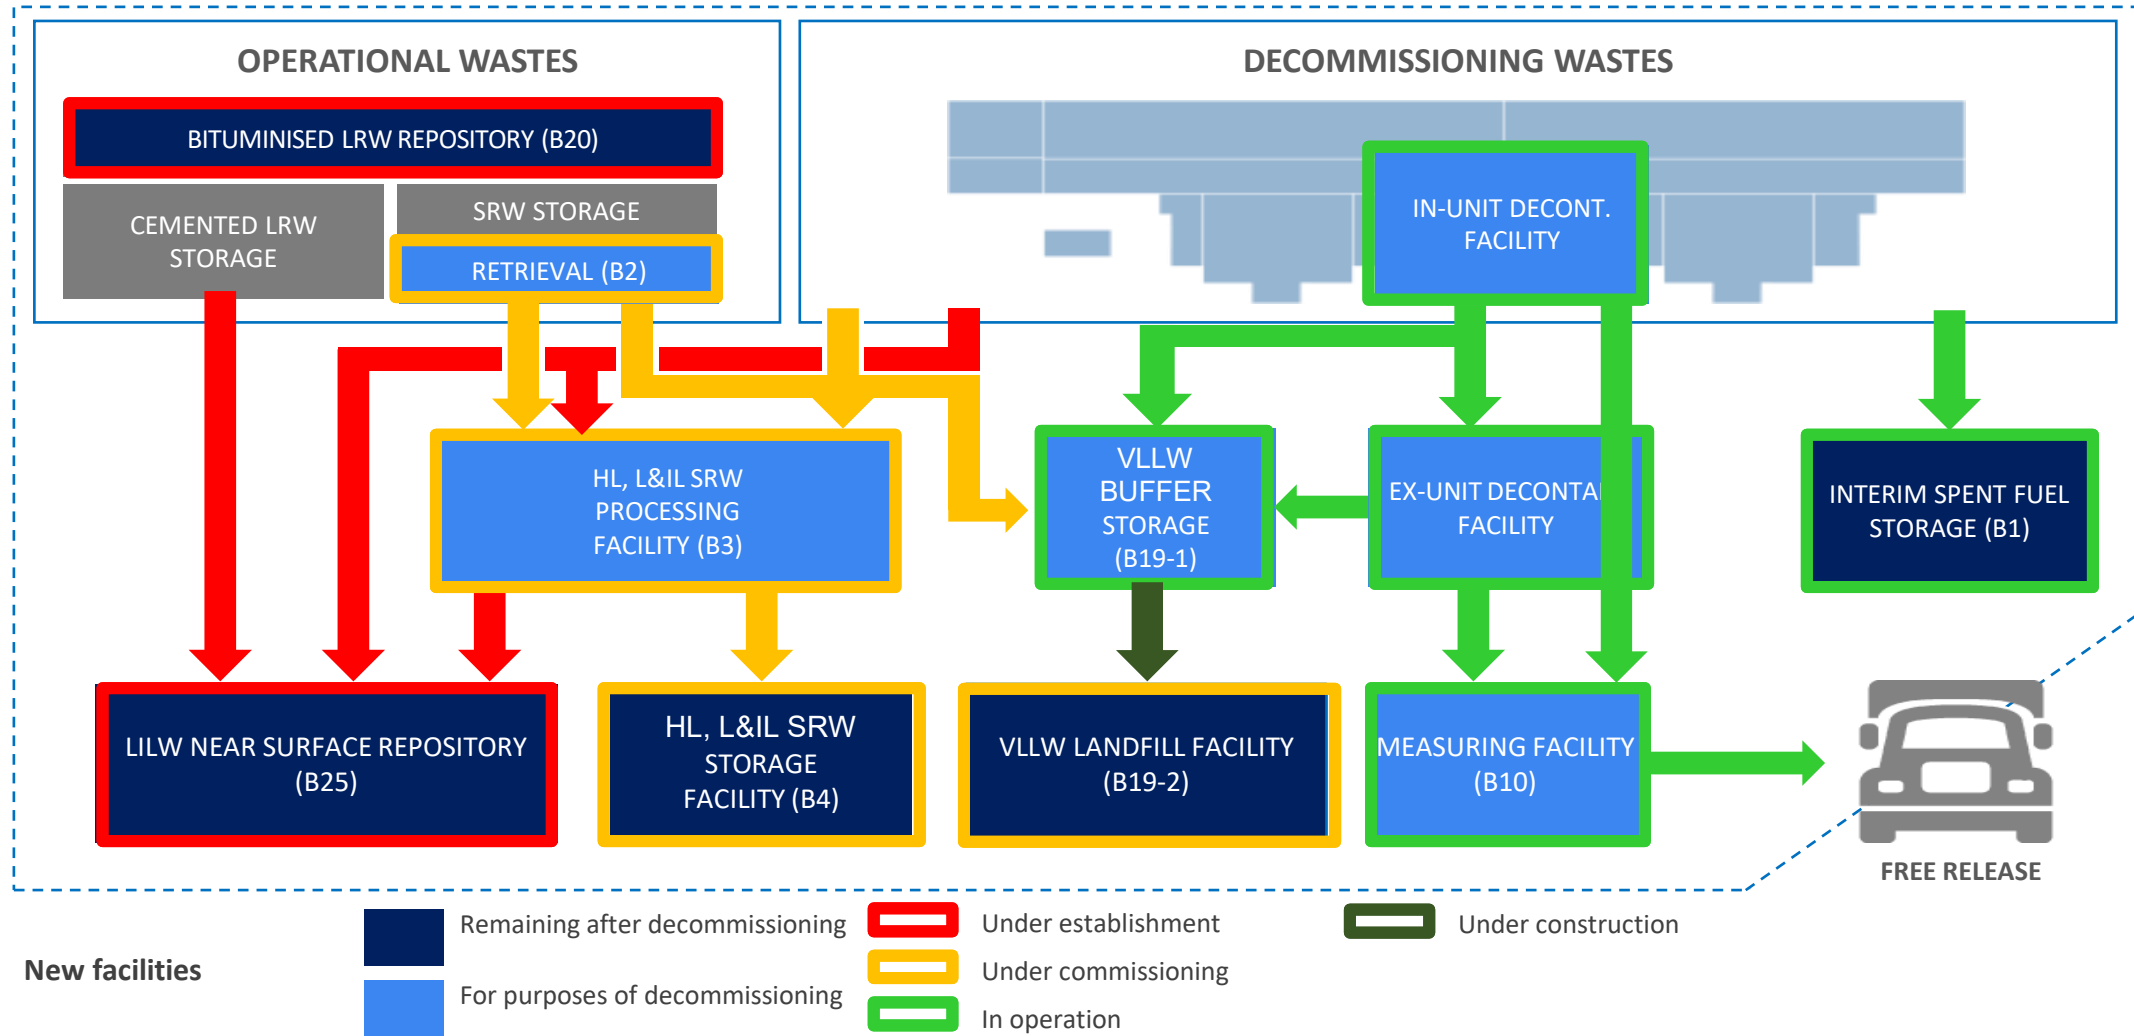 OPERATIONAL WASTES
DECOMMISSIONING WASTES
BITUMINISED LRW REPOSITORY (B20)
CEMENTED LRW
STORAGE
SRW STORAGE
RETRIEVAL (B2)
IN-UNIT DECONT.
FACILITY
HL, L&IL SRW
PROCESSING
FACILITY (B3)
VLLW
BUFFER
STORAGE
(B19-1)
EX-UNIT DECONTA
FACILITY
INTERIM SPENT FUEL
STORAGE (B1)
LILW NEAR SURFACE REPOSITORY
(B25)
HL, L&IL SRW
STORAGE
FACILITY (B4)
VLLW LANDFILL FACILITY
(B19-2)
MEASURING FACILITY
(B10)
FREE RELEASE
New facilities
Remaining after decommissioning
For purposes of decommissioning
Under establishment
Under commissioning
In operation
Under construction